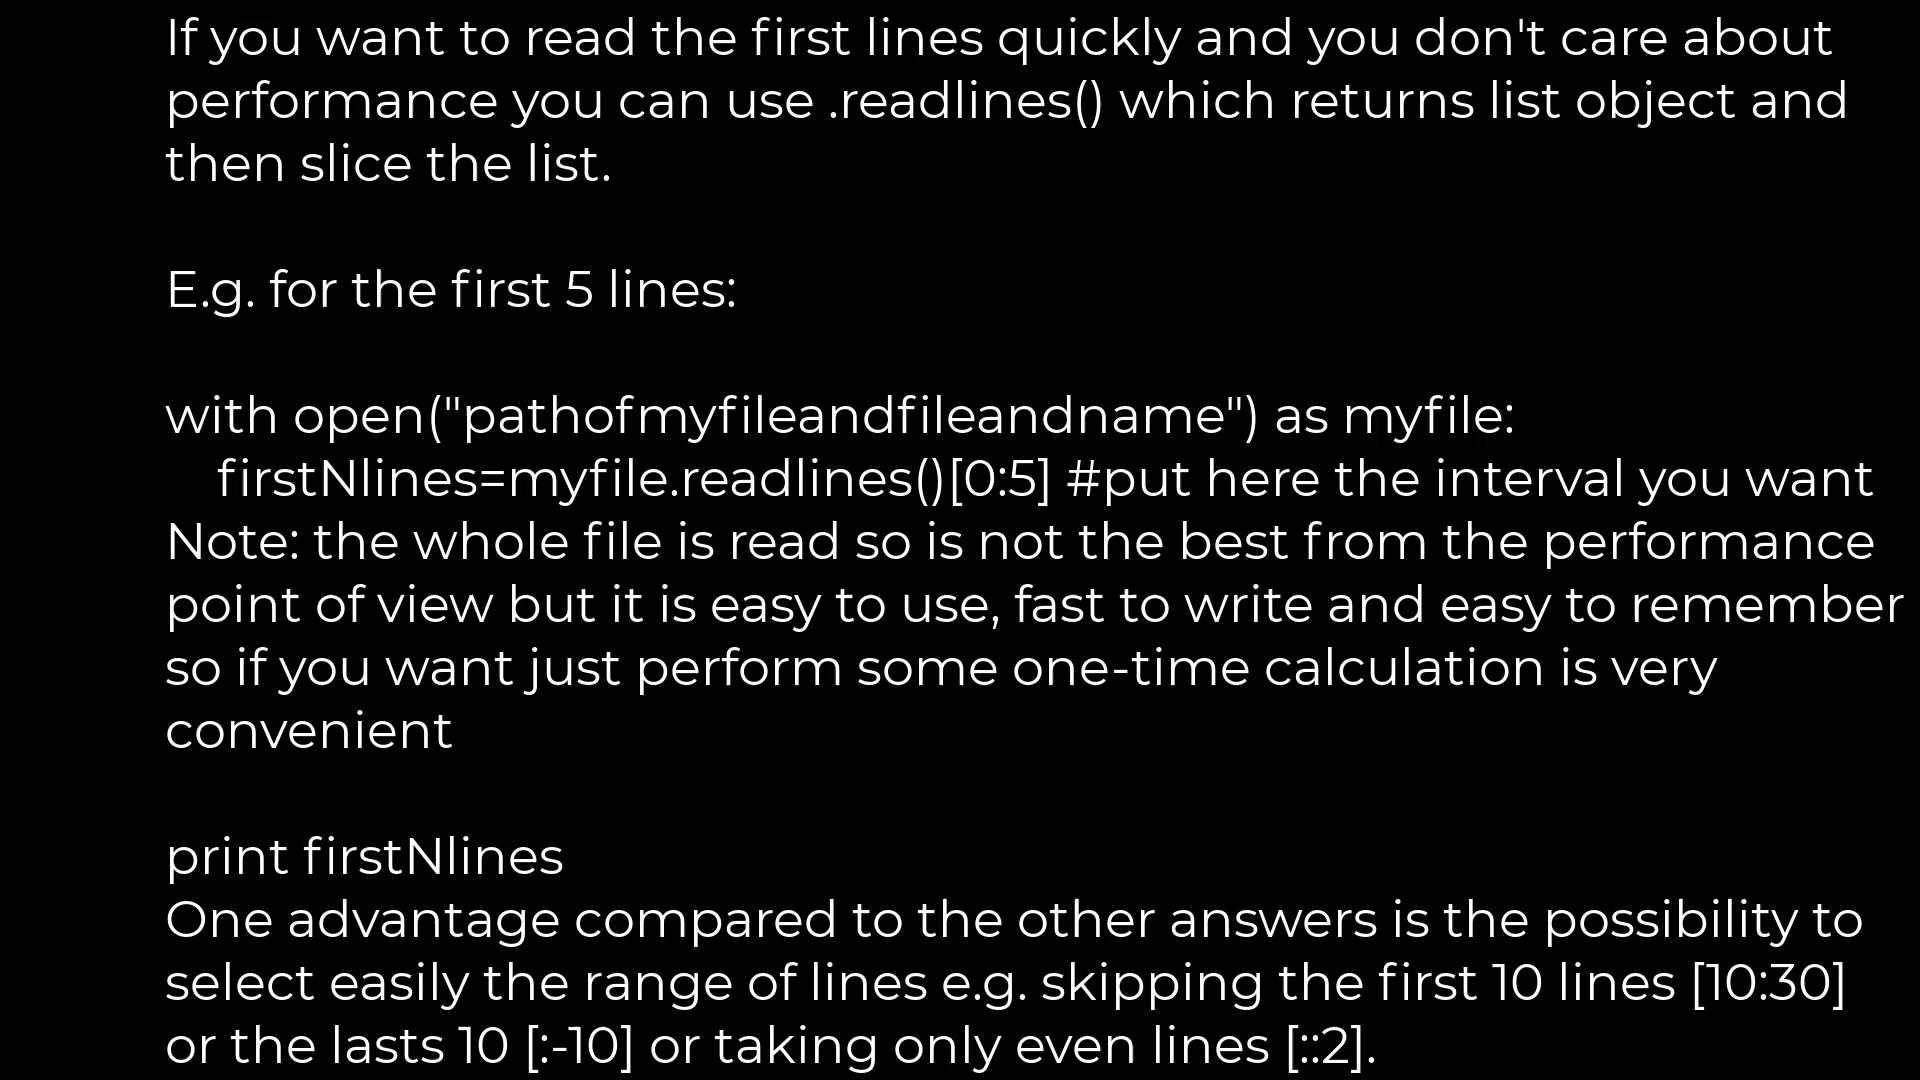 If you want to read the first lines quickly and you don't care about
performance you can use .readlines() which returns list object and
then slice the list.
E.g. for the first 5 lines:
with open("pathofmyfileandfileandname") as myfile:
    firstNlines=myfile.readlines()[0:5] #put here the interval you want
Note: the whole file is read so is not the best from the performance
point of view but it is easy to use, fast to write and easy to remember
so if you want just perform some one-time calculation is very
convenient
print firstNlines
One advantage compared to the other answers is the possibility to
select easily the range of lines e.g. skipping the first 10 lines [10:30]
or the lasts 10 [:-10] or taking only even lines [::2].